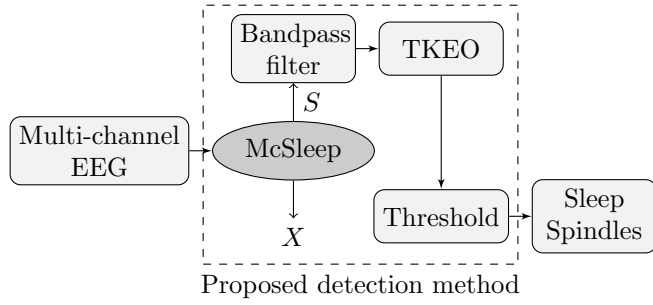 Bandpass
filter
TKEO
S
Multi-channel
EEG
McSleep
X
Threshold
Sleep
Spindles
Proposed detection method